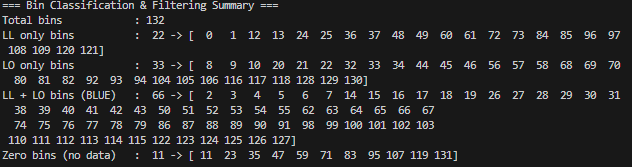 === Bin Classification & Filtering Summary ===
Total bins : 132
LL only bins : 22 -> [ 0 1 12 13 24 25 36 37 48 49 60 61 72 73 84 85 96 97
108 109 120 121]
LO only bins : 33 -> [ 8 9 10 20 21 22 32 33 34 44 45 46 56 57 58 68 69 70
80 81 82 92 93 94 104 105 106 116 117 118 128 129 130]
LL + LO bins (BLUE) : 66 -> [ 2 3 4 5 6 7 14 15 16 17 18 19 26 27 28 29 30 31
38 39 40 41 42 43 50 51 52 53 54 55 62 63 64 65 66 67
74 75 76 77 78 79 86 87 88 89 90 91 98 99 100 101 102 103
110 111 112 113 114 115 122 123 124 125 126 127]
Zero bins (no data) : 11 -> [ 11 23 35 47 59 71 83 95 107 119 131]